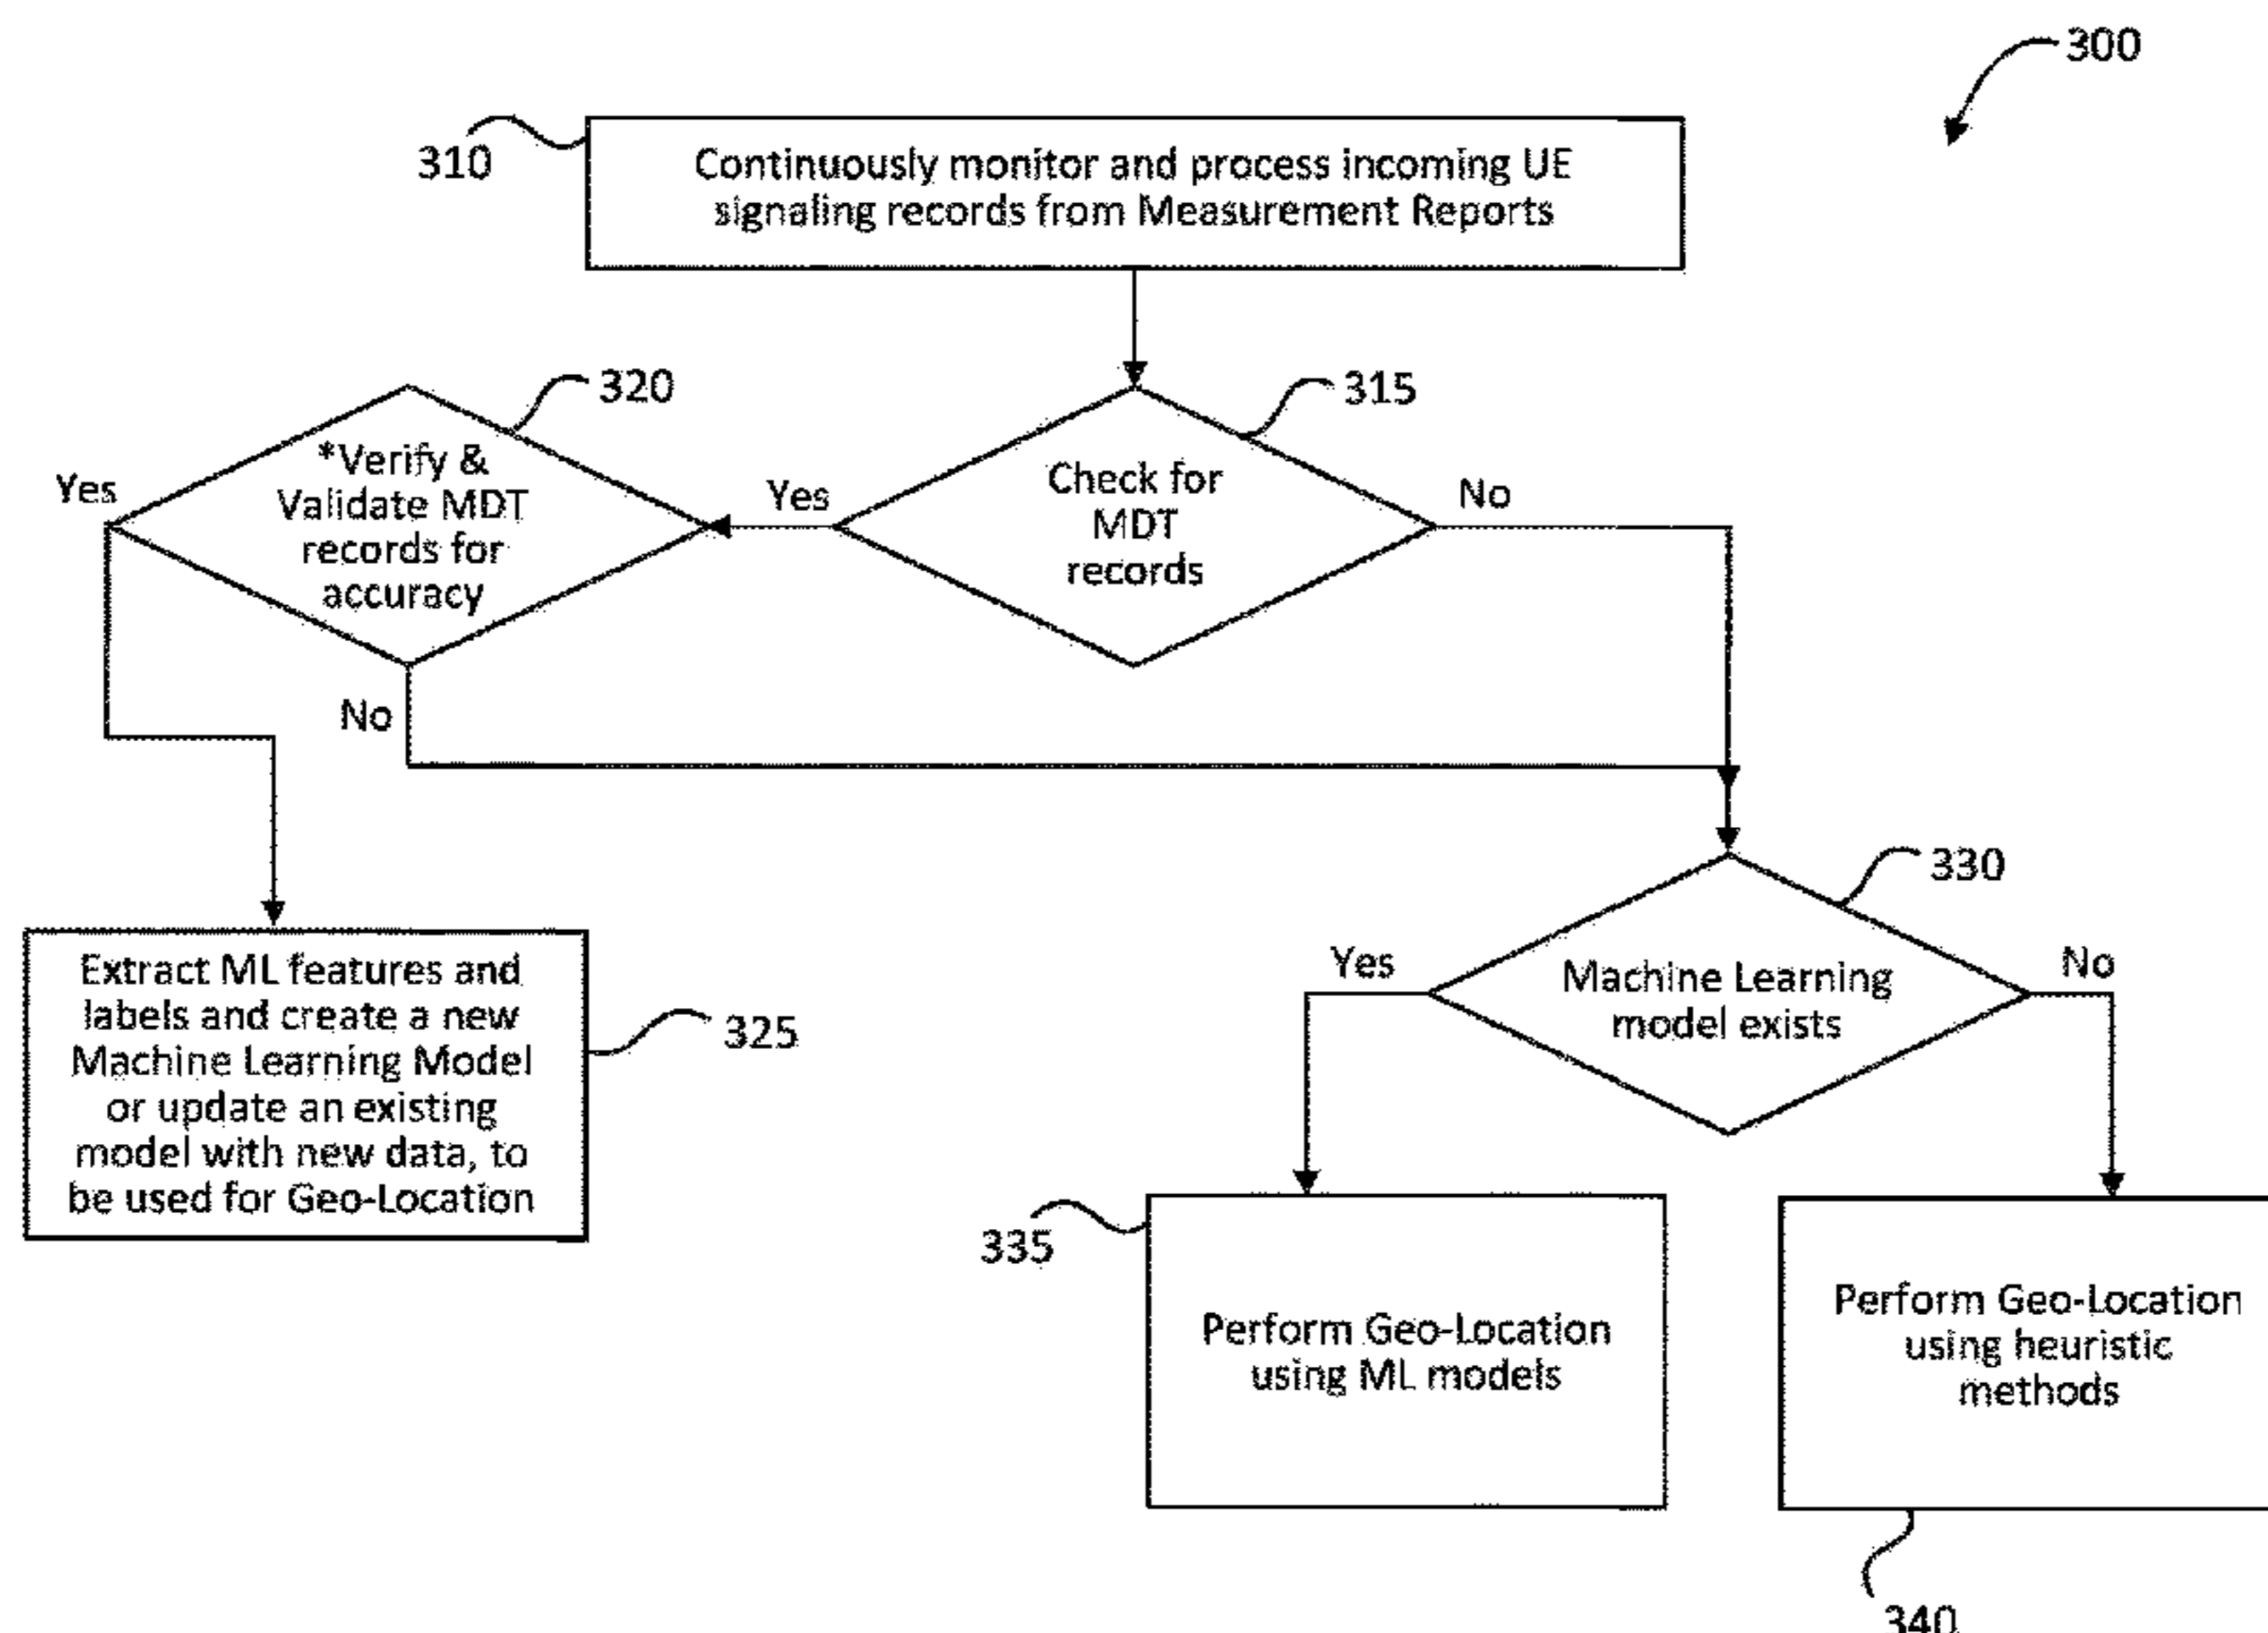 300
310
Continuously monitor and process incoming UE
signaling records from Measurement Reports
320
315
*Verify &
Validate MDT
records for
accuracy
Yes
Yes
Check for
MDT
records
No
No
330
Extract ML features and
labels and create a new
Machine Learning Model
or update an existing
model with new data, to
be used for Geo-Location
325
Yes
Machine Learning
model exists
No
335
Perform Geo-Location
using ML models
Perform Geo-Location
using heuristic
methods
340